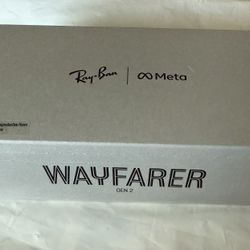 Ray-Ban | ∞ Meta
WAYFARER
GEN 2